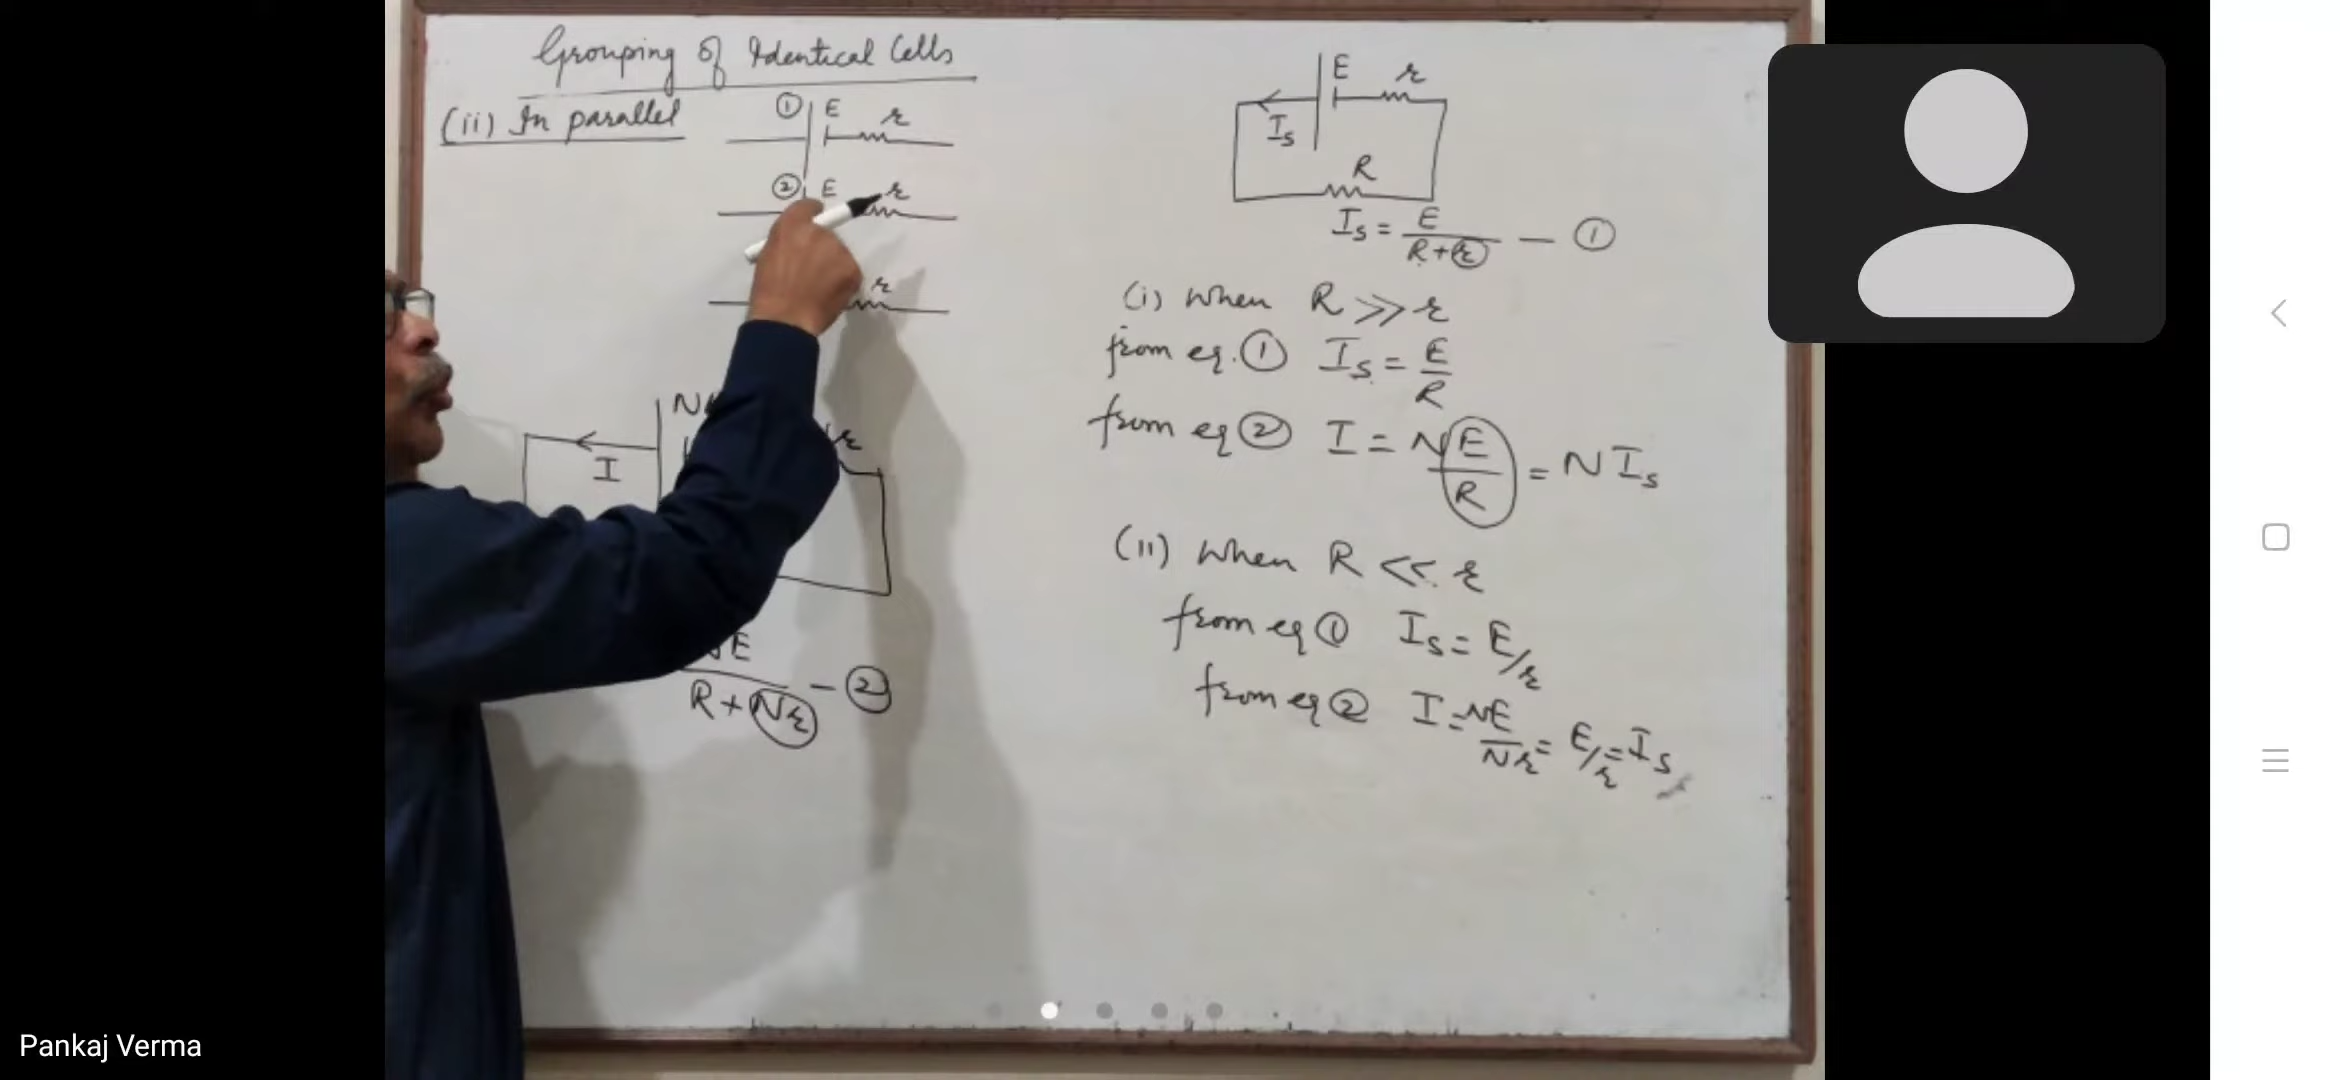 Grouping of Identical Cells
(ii) In parallel
① E r
② E r
r
I
r
E
R + Nr - ②
E r
Is
R
Is = E / R + r - ①
(i) when R >> r
from eq. ① Is = E / R
from eq ② I = N E / R = N Is
(ii) when R << r
from eq ① Is = E/r
from eq ② I = NE / Nr = E/r = Is
Pankaj Verma